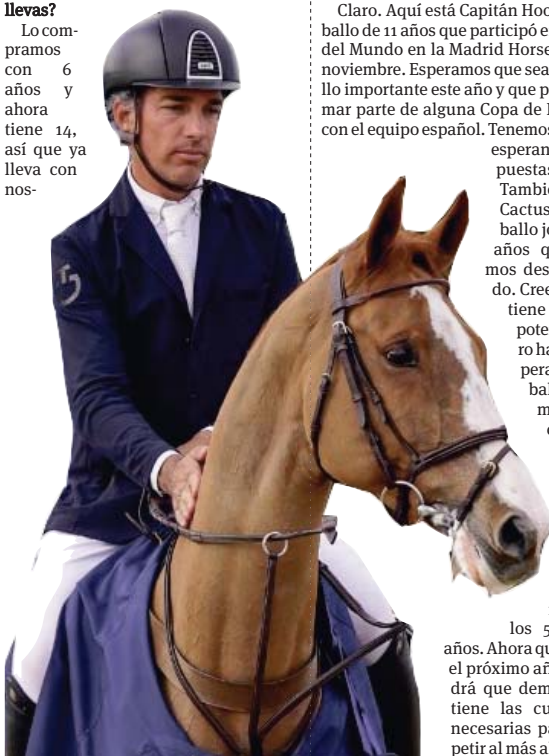 llevas?
Lo com-
pramos
con 6
años y
ahora
tiene 14,
así que ya
lleva con
nos-
Claro. Aquí está Capitán Hoo
ballo de 11 años que participó e
del Mundo en la Madrid Horse
noviembre. Esperamos que sea
llo importante este año y que p
mar parte de alguna Copa de
con el equipo español. Tenemos
esperan
puestas
Tambié
Cactus
ballo jo
años q
mos des
do. Cree
tiene
pote
ro ha
pera
bal
m
los 5
años. Ahora qu
el próximo añ
drá que dem
tiene las cu
necesarias pa
petir al más a